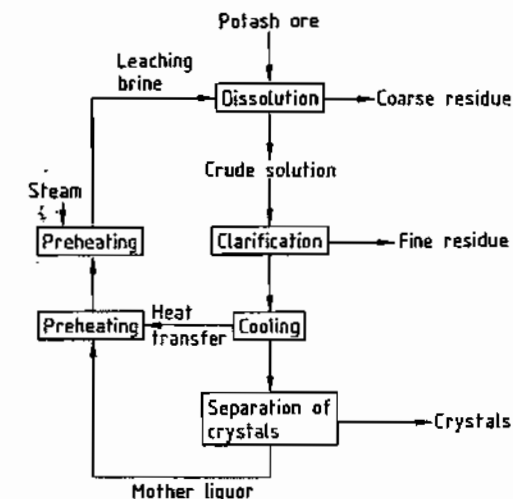 Potash ore
Leaching
brine
Dissolution
Coarse residue
Crude solution
Steam
Preheating
Clarification
Fine residue
Preheating
Heat
transfer
Cooling
Separation of
crystals
Crystals
Mother liquor